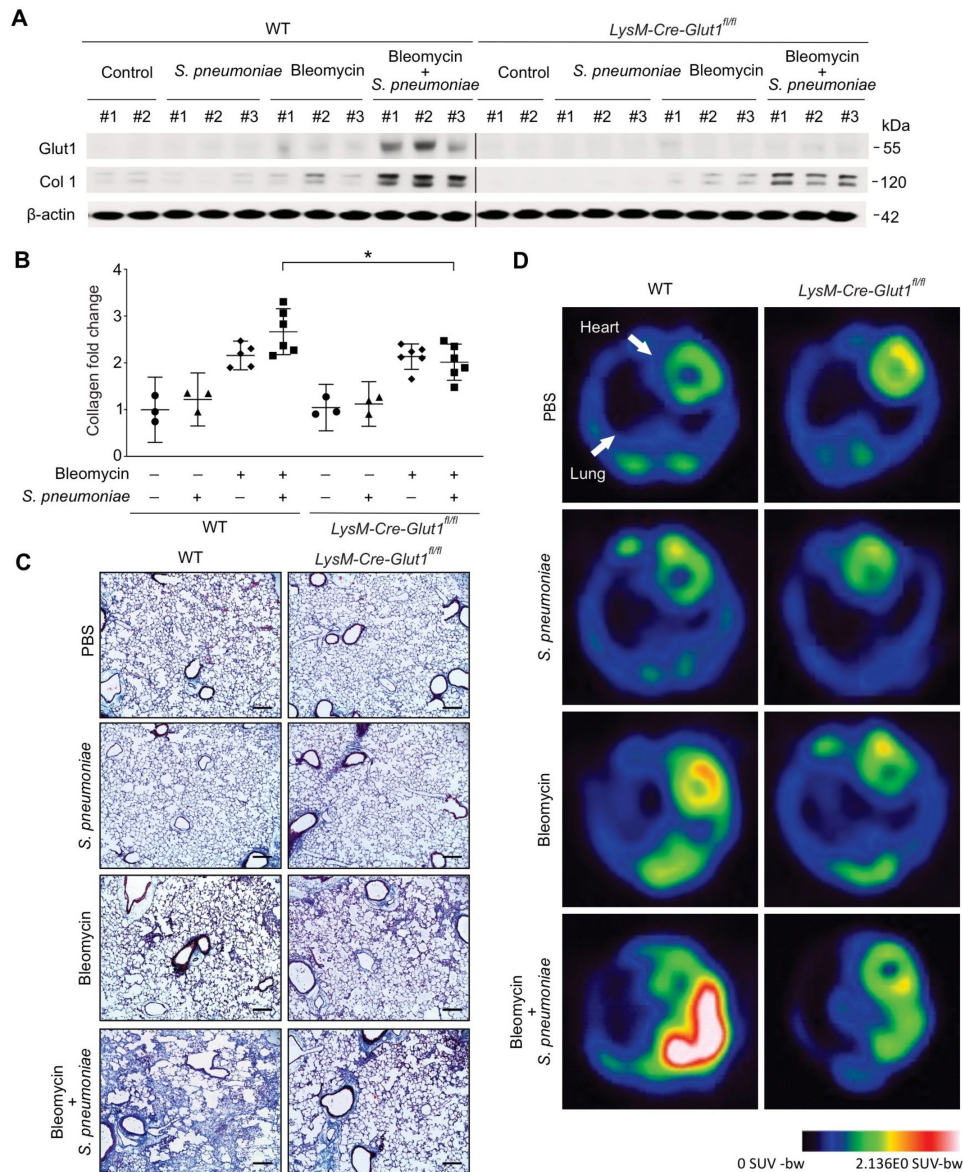 A
WT LysM-Cre-Glut1fl/fl
Control S. pneumoniae Bleomycin Bleomycin + S. pneumoniae Control S. pneumoniae Bleomycin Bleomycin + S. pneumoniae
#1 #2 #1 #2 #3 #1 #2 #3 #1 #2 #3 #1 #2 #1 #2 #3 #1 #2 #3 #1 #2 #3 kDa
Glut1 -55
Col 1 -120
β-actin -42
B
*
Collagen fold change
4
3
2
1
0
Bleomycin – – + + – – + +
S. pneumoniae – + – + – + – +
WT LysM-Cre-Glut1fl/fl
C
WT LysM-Cre-Glut1fl/fl
PBS
S. pneumoniae
Bleomycin
Bleomycin
+
S. pneumoniae
D
WT LysM-Cre-Glut1fl/fl
PBS
Heart
Lung
S. pneumoniae
Bleomycin
Bleomycin
+
S. pneumoniae
0 SUV -bw 2.136E0 SUV-bw